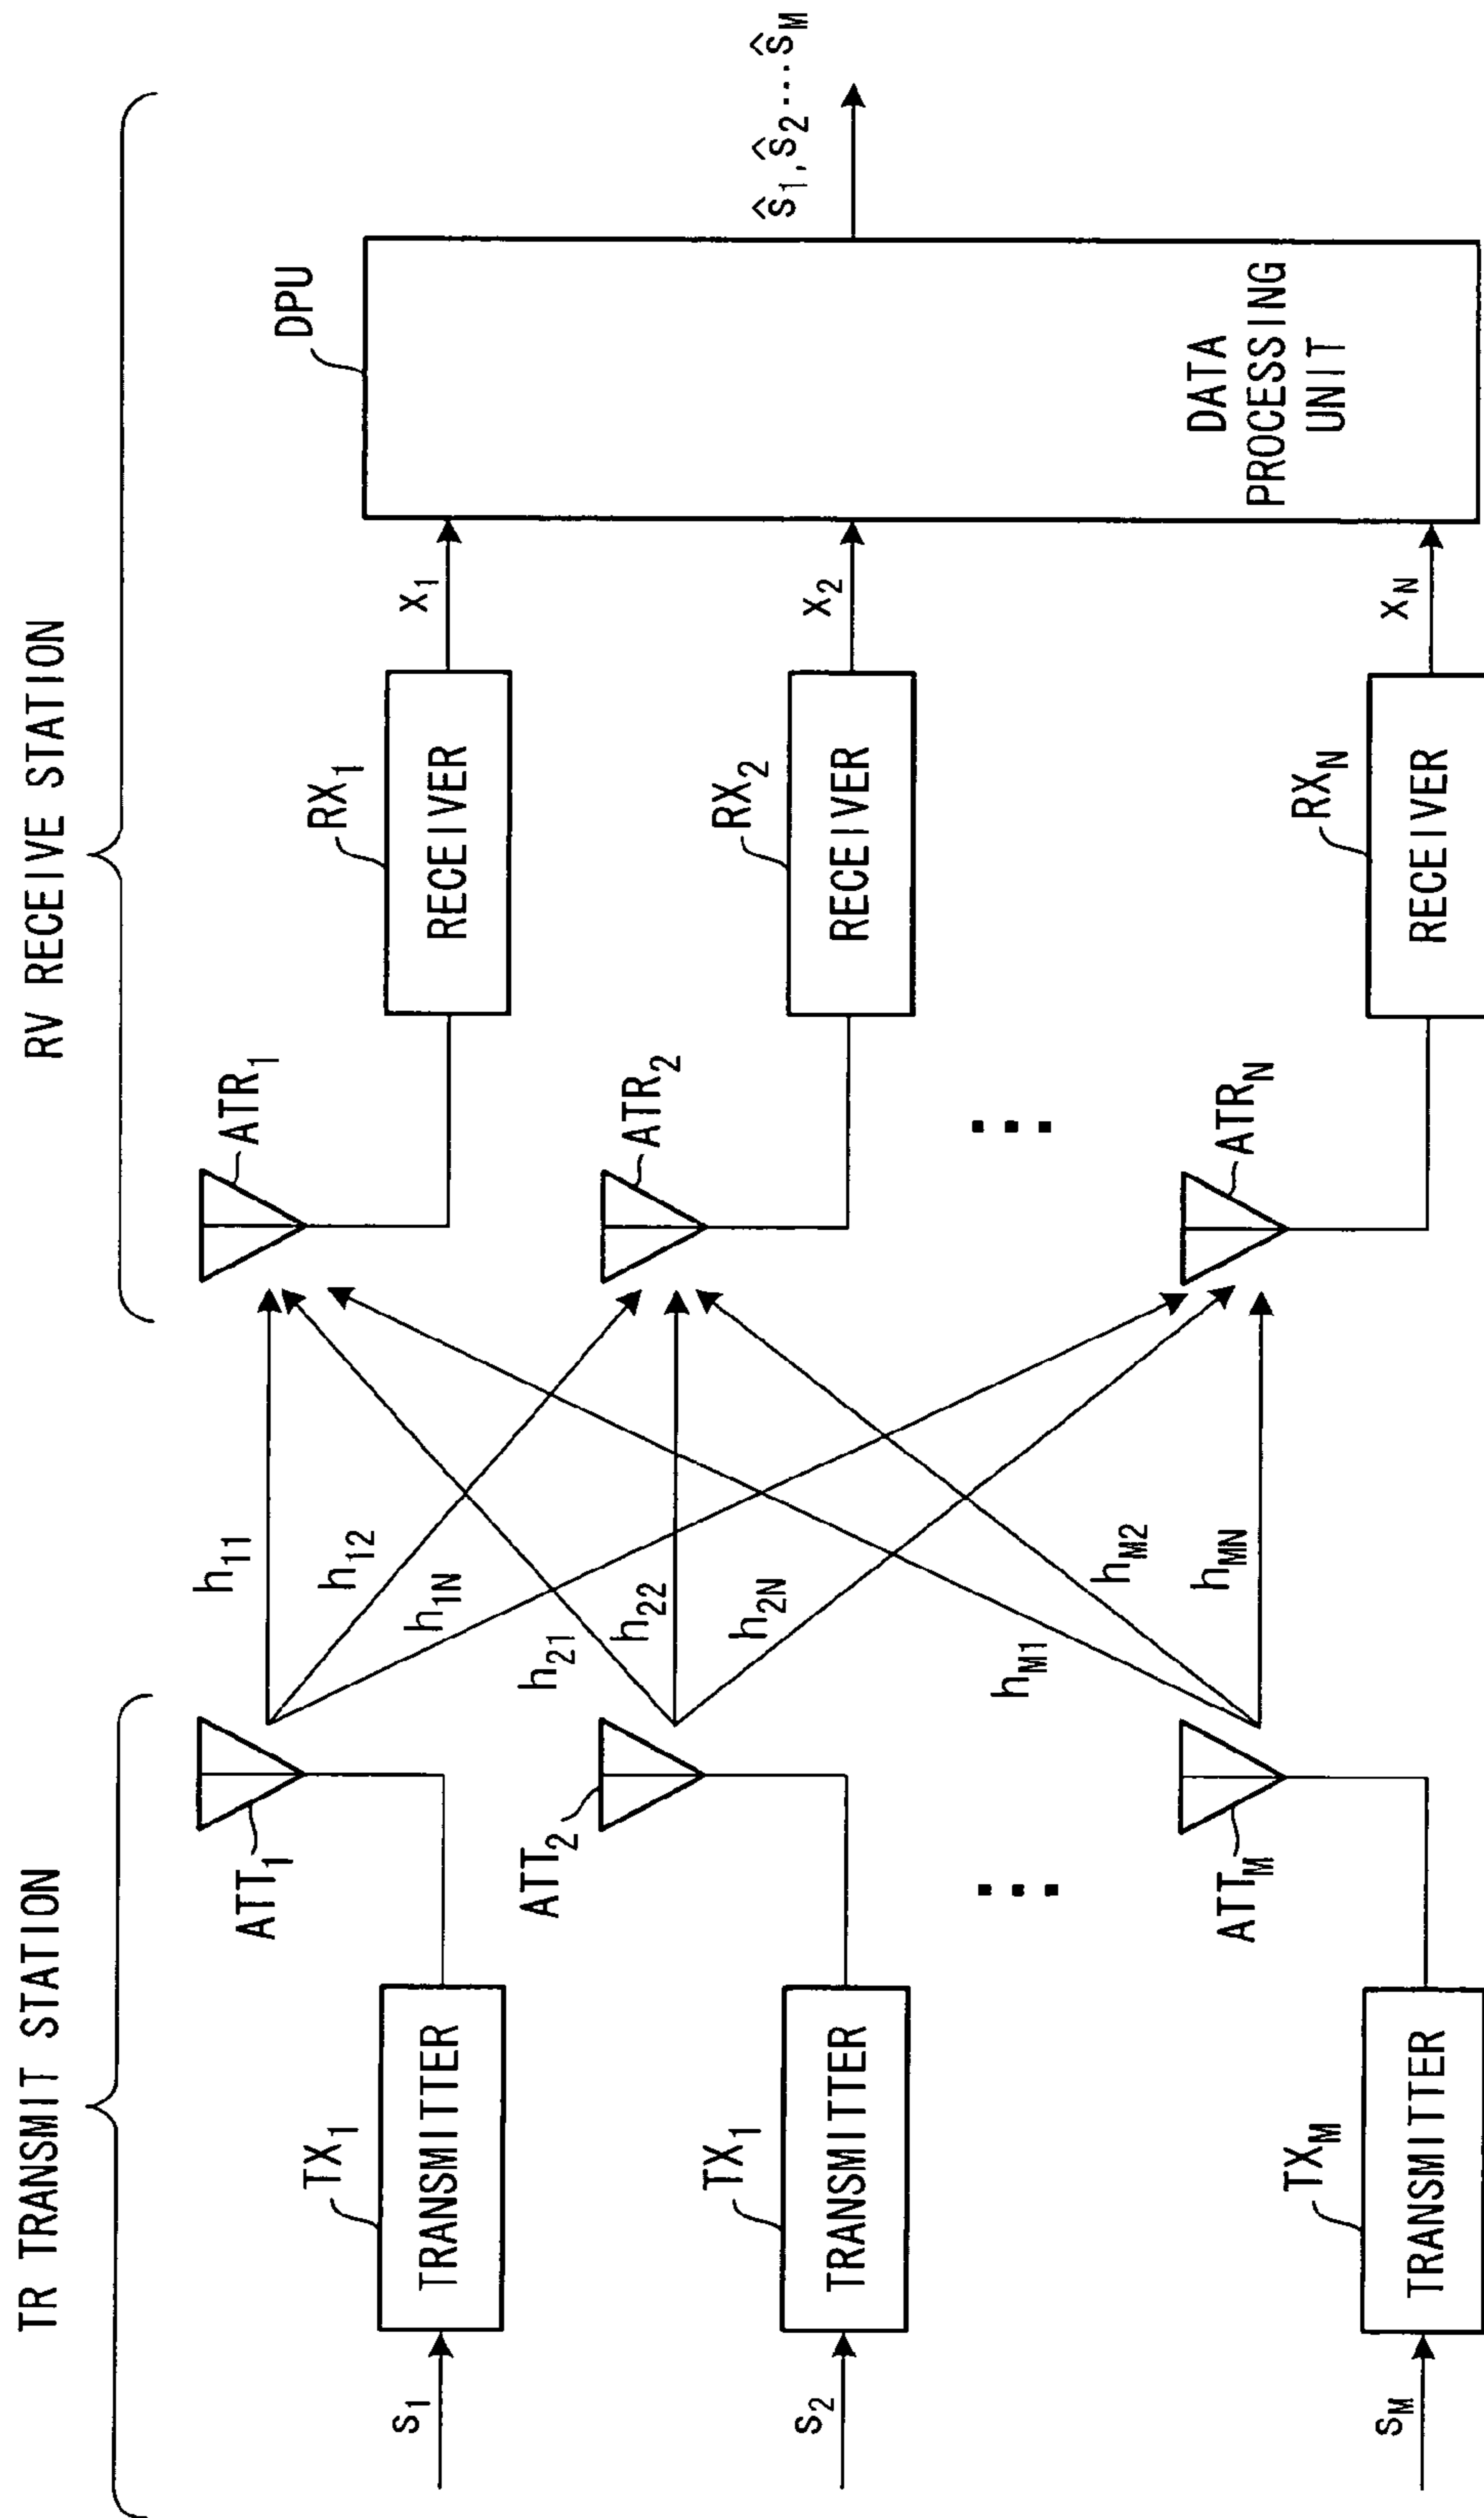 TR TRANSMIT STATION
RV RECEIVE STATION
s1
TX1
TRANSMITTER
ATT1
h11
h12
h1N
ATR1
RX1
RECEIVER
x1
DPU
s2
TX1
TRANSMITTER
ATT2
h21
h22
h2N
ATR2
RX2
RECEIVER
x2
ŝ1, ŝ2...ŝM
sM
TXM
TRANSMITTER
ATTM
hM1
hM2
hMN
ATRN
RXN
RECEIVER
xN
DATA
PROCESSING
UNIT